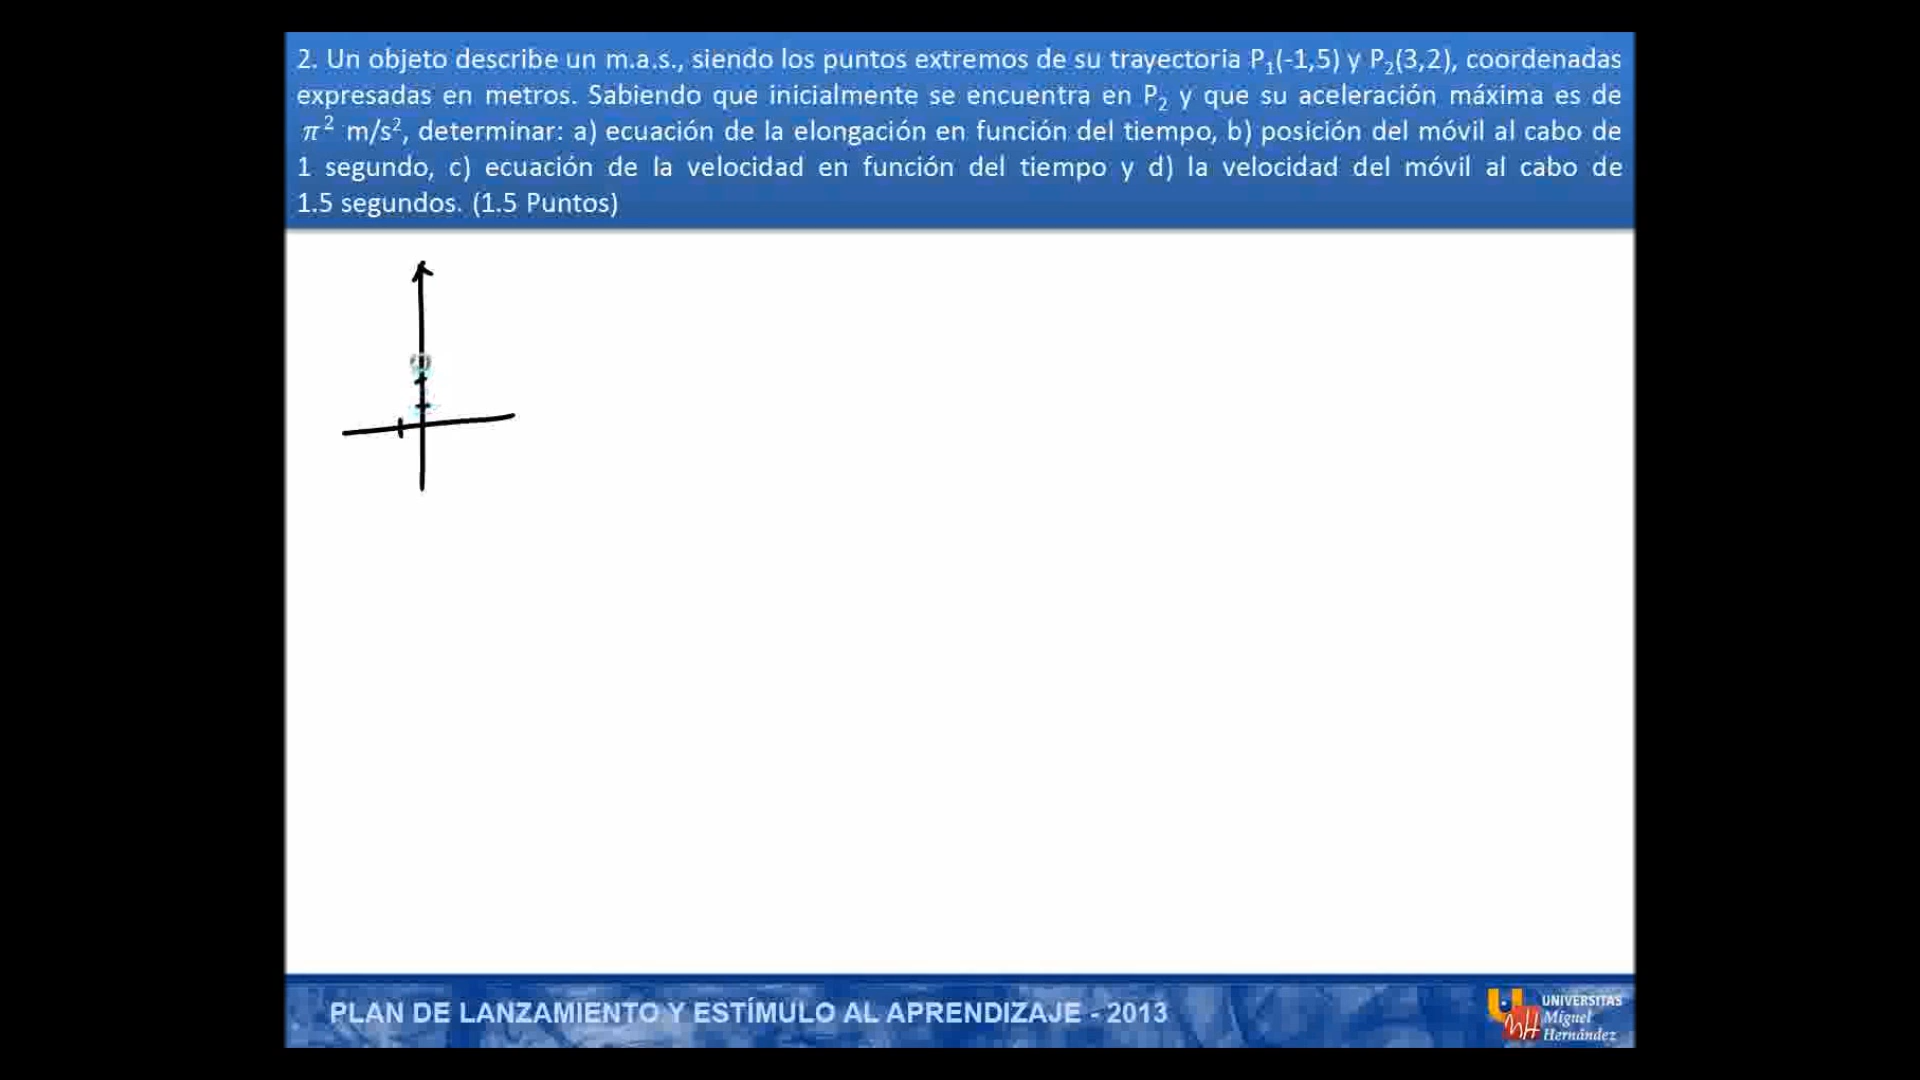 2. Un objeto describe un m.a.s., siendo los puntos extremos de su trayectoria P₁(-1,5) y P₂(3,2), coordenadas
expresadas en metros. Sabiendo que inicialmente se encuentra en P₂ y que su aceleración máxima es de
π² m/s², determinar: a) ecuación de la elongación en función del tiempo, b) posición del móvil al cabo de
1 segundo, c) ecuación de la velocidad en función del tiempo y d) la velocidad del móvil al cabo de
1.5 segundos. (1.5 Puntos)
PLAN DE LANZAMIENTO Y ESTÍMULO AL APRENDIZAJE - 2013
UNIVERSITAS
Miguel
Hernández